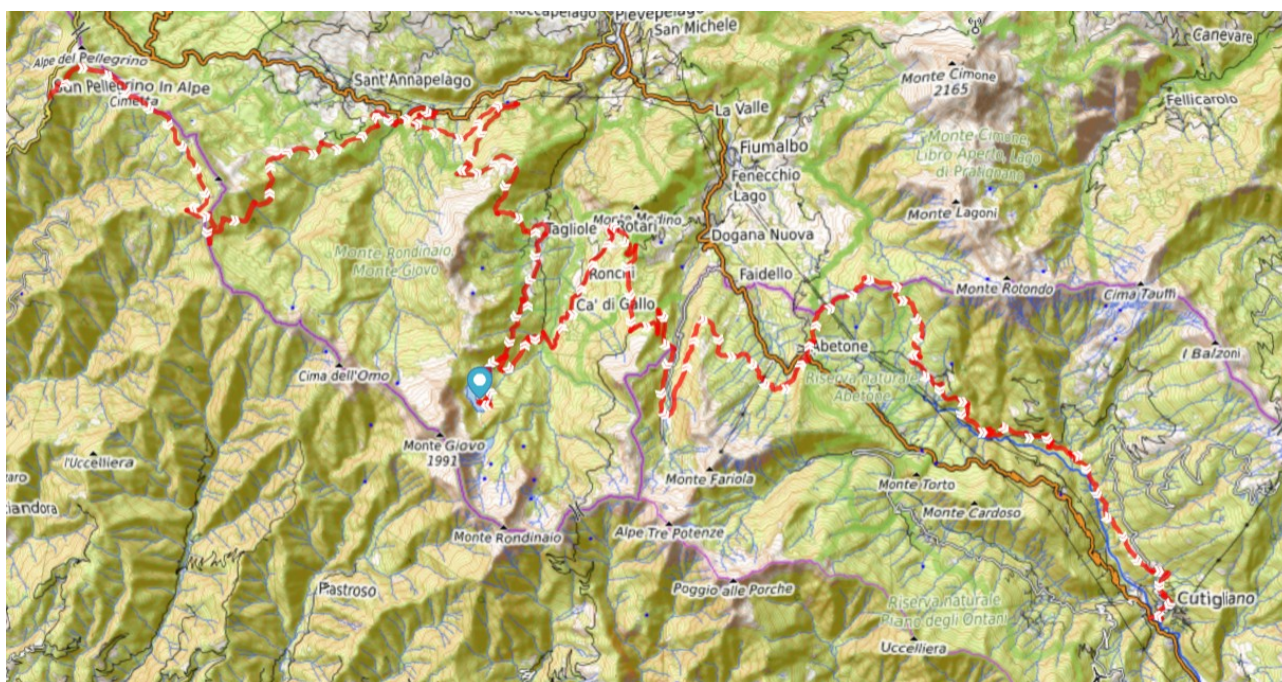 Roccapelago
Pievepelago
San Michele
Canevare
Alpe del Pellegrino
San Pellegrino In Alpe
Cimetta
Sant'Annapelago
Monte Cimone
2165
Fellicarolo
La Valle
Monte Cimone,
Libro Aperto, Lago
di Pratignano
Fiumalbo
Fenecchio
Lago
Monte Lagoni
Monte Modino
Tagliole
Rotari
Dogana Nuova
Monte Rondinaio,
Monte Giovo
Ronchi
Faidello
Monte Rotondo
Cima Tauffi
Ca' di Gallo
Abetone
I Balzoni
Cima dell'Omo
Riserva naturale
Abetone
Monte Giovo
1991
l'Uccelliera
Monte Fariola
Monte Torto
Monte Cardoso
Monte Rondinaio
Alpe Tre Potenze
Piastroso
Poggio alle Porche
Riserva naturale
Piano degli Ontani
Cutigliano
Uccelliera